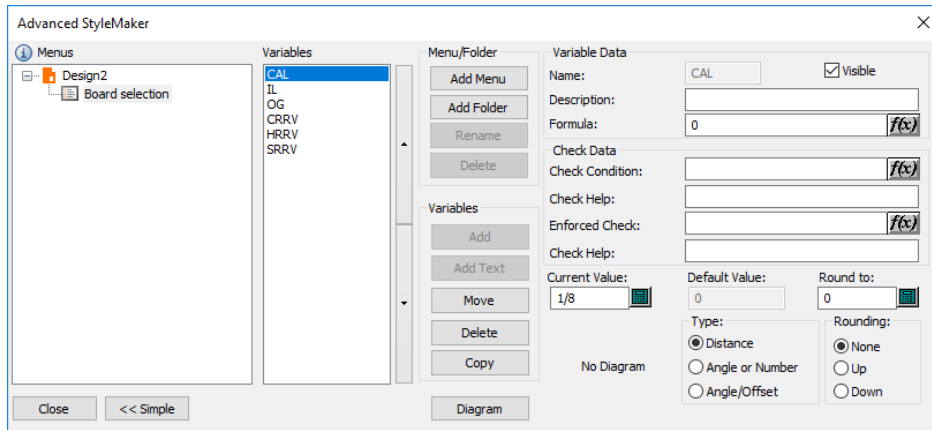 Advanced StyleMaker
Menus
Design2
Board selection
Variables
CAL
IL
OG
CRRV
HRRV
SRRV
Menu/Folder
Add Menu
Add Folder
Rename
Delete
Variables
Add
Add Text
Move
Delete
Copy
Diagram
Variable Data
Name: CAL Visible
Description:
Formula: 0 f(x)
Check Data
Check Condition: f(x)
Check Help:
Enforced Check: f(x)
Check Help:
Current Value: Default Value: Round to:
1/8 0 0
No Diagram
Type:
Distance
Angle or Number
Angle/Offset
Rounding:
None
Up
Down
Close << Simple